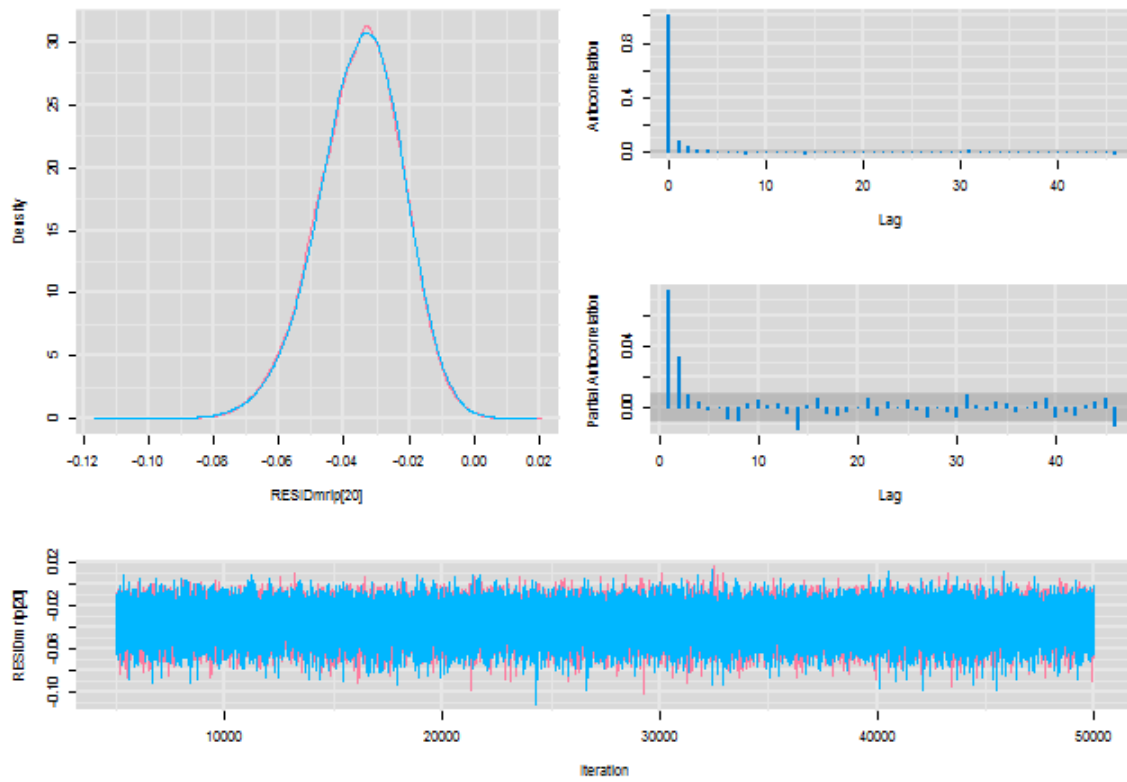 Density
30
25
20
15
10
5
0
-0.12 -0.10 -0.08 -0.06 -0.04 -0.02 0.00 0.02
RESIDmrip[20]
Autocorrelation
0.8
0.4
0.0
0 10 20 30 40
Lag
Partial Autocorrelation
0.04
0.00
0 10 20 30 40
Lag
RESIDmrip[20]
0.02
-0.02
-0.06
-0.10
10000 20000 30000 40000 50000
Iteration